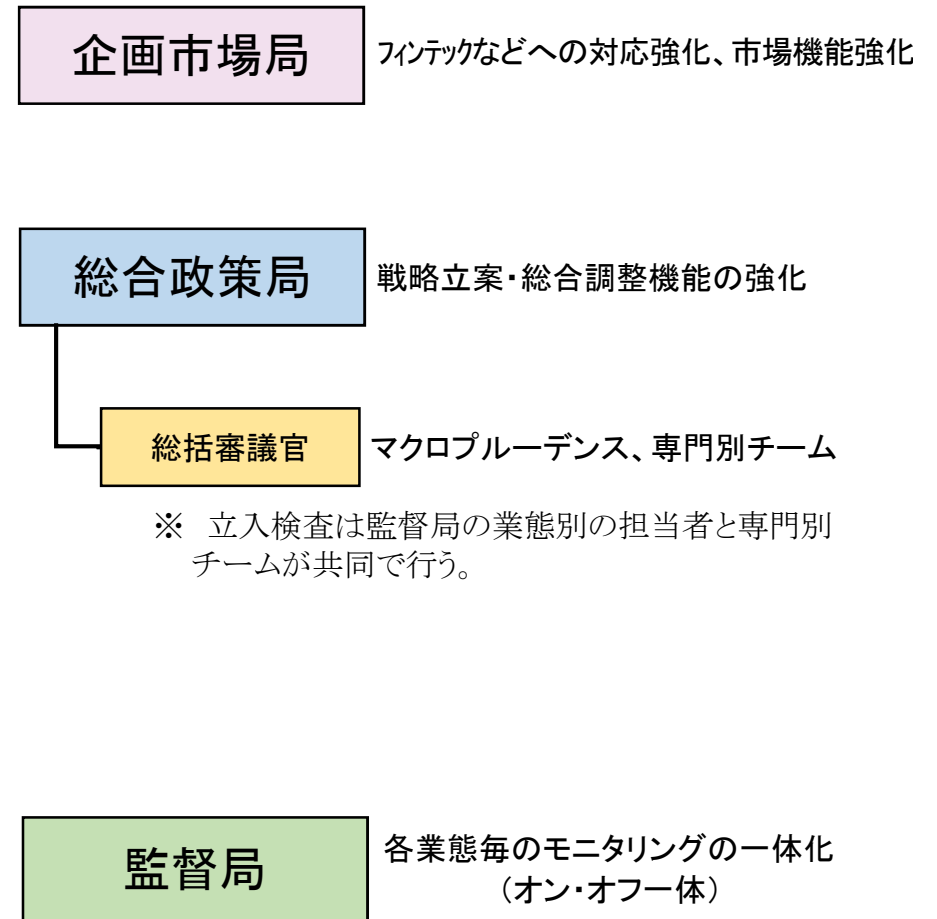 企画市場局
フィンテックなどへの対応強化、市場機能強化
総合政策局
戦略立案・総合調整機能の強化
総括審議官
マクロプルーデンス、専門別チーム
※ 立入検査は監督局の業態別の担当者と専門別
チームが共同で行う。
監督局
各業態毎のモニタリングの一体化
（オン・オフ一体）